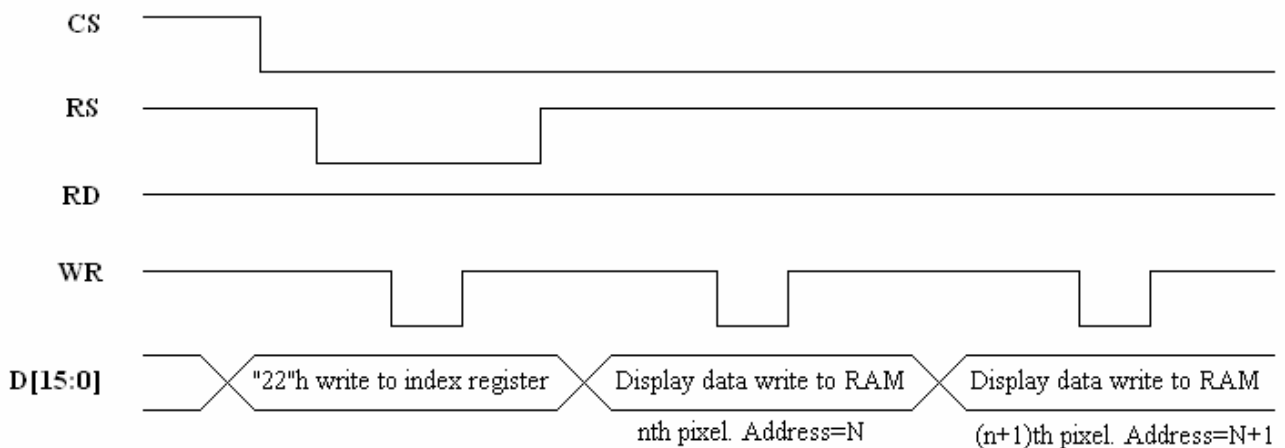 CS
RS
RD
WR
D[15:0]
"22"h write to index register
Display data write to RAM
Display data write to RAM
nth pixel. Address=N
(n+1)th pixel. Address=N+1